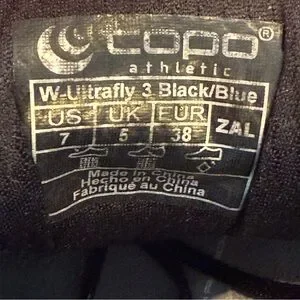 topo®
athletic
W-Ultrafly 3 Black/Blue
US UK EUR ZAL
7 5 38
Made in China
Hecho en China
Fabriqué au China